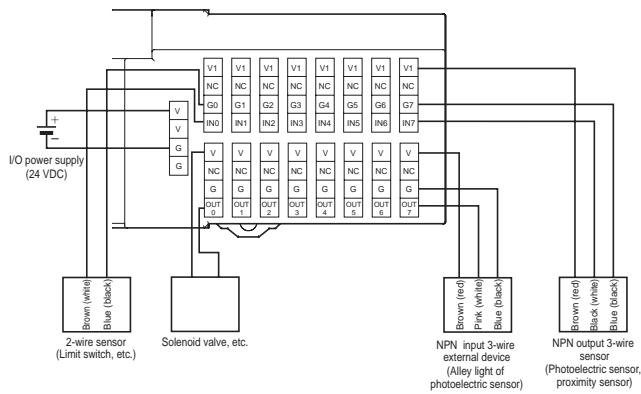 V1 V1 V1 V1 V1 V1 V1 V1
NC NC NC NC NC NC NC NC
G0 G1 G2 G3 G4 G5 G6 G7
IN0 IN1 IN2 IN3 IN4 IN5 IN6 IN7
V
V
G
G
+
−
I/O power supply
(24 VDC)
V V V V V V V V
NC NC NC NC NC NC NC NC
G G G G G G G G
OUT OUT OUT OUT OUT OUT OUT OUT
0 1 2 3 4 5 6 7
Brown (white)
Blue (black)
2-wire sensor
(Limit switch, etc.)
Solenoid valve, etc.
Brown (red)
Pink (white)
Blue (black)
NPN input 3-wire
external device
(Alley light of
photoelectric sensor)
Brown (red)
Black (white)
Blue (black)
NPN output 3-wire
sensor
(Photoelectric sensor,
proximity sensor)